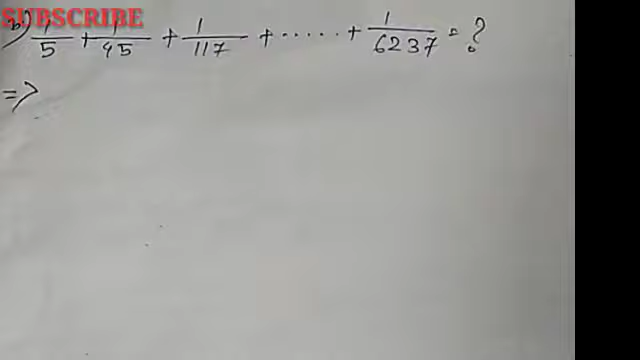 SUBSCRIBE
b) 1/5 + 1/45 + 1/117 + ..... + 1/6237 = ?
=>